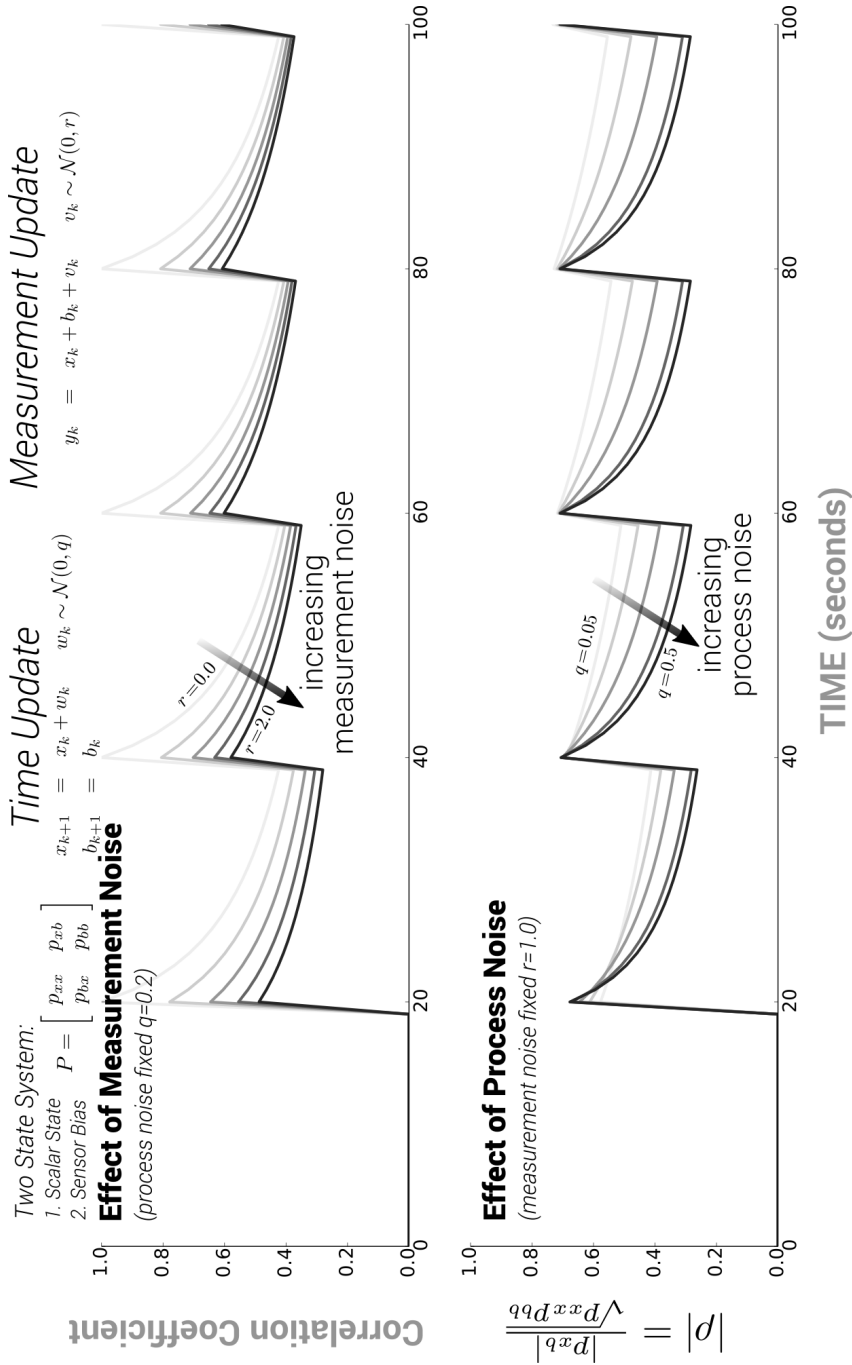 Two State System:
1. Scalar State
2. Sensor Bias
P = [ p_xx p_xb
p_bx p_bb ]
Time Update
x_{k+1} = x_k + w_k w_k ∼ N(0, q)
b_{k+1} = b_k
Measurement Update
y_k = x_k + b_k + v_k v_k ∼ N(0, r)
Effect of Measurement Noise
(process noise fixed q=0.2)
Correlation Coefficient
1.0
0.8
0.6
0.4
0.2
0.0
r=0.0
r=2.0
increasing
measurement noise
0 20 40 60 80 100
Effect of Process Noise
(measurement noise fixed r=1.0)
|ρ| = |p_xb| / √p_xx p_bb
1.0
0.8
0.6
0.4
0.2
0.0
q=0.05
q=0.5
increasing
process noise
0 20 40 60 80 100
TIME (seconds)